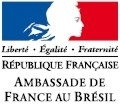 Liberté • Égalité • Fraternité
RÉPUBLIQUE FRANÇAISE
AMBASSADE DE
FRANCE AU BRÉSIL